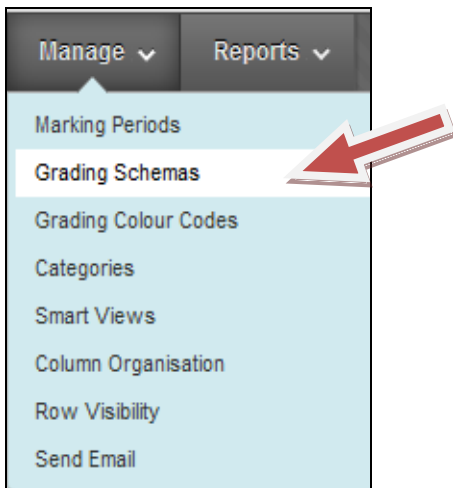 Manage Reports
Marking Periods
Grading Schemas
Grading Colour Codes
Categories
Smart Views
Column Organisation
Row Visibility
Send Email